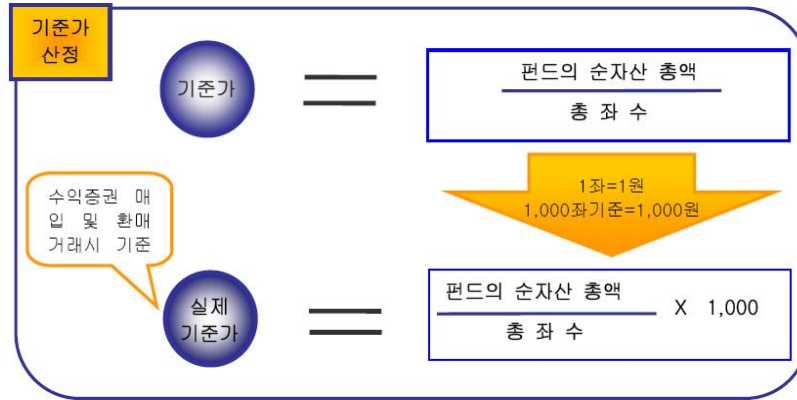 기준가
산정
기준가
펀드의 순자산 총액
총 좌 수
1좌=1원
1,000좌기준=1,000원
수익증권 매
입 및 환매
거래시 기준
실제
기준가
펀드의 순자산 총액
X 1,000
총 좌 수